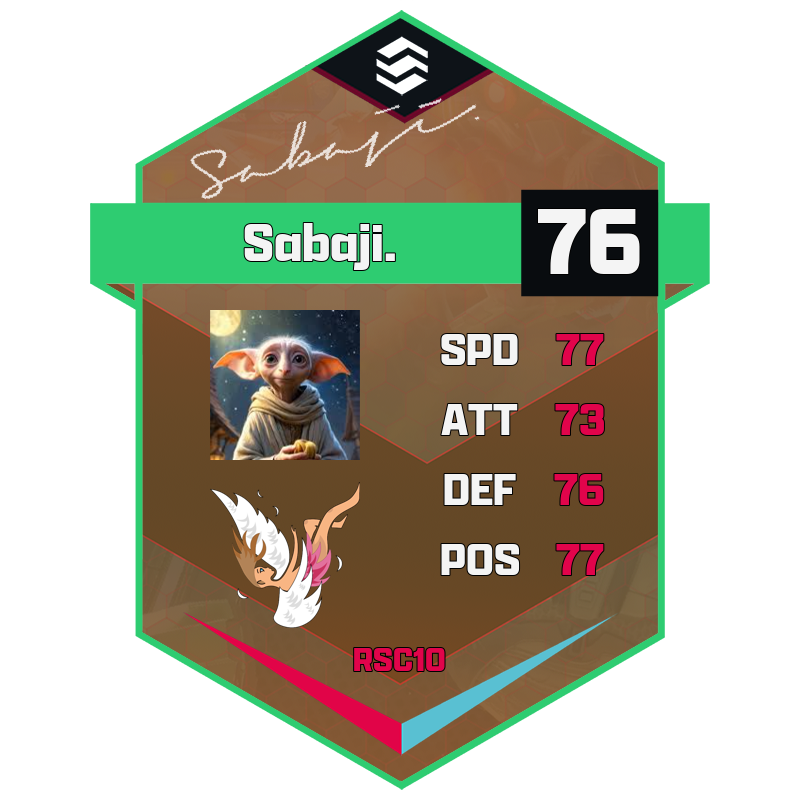 Sabaji.
Sabaji. 76
SPD 77
ATT 73
DEF 76
POS 77
RSC10